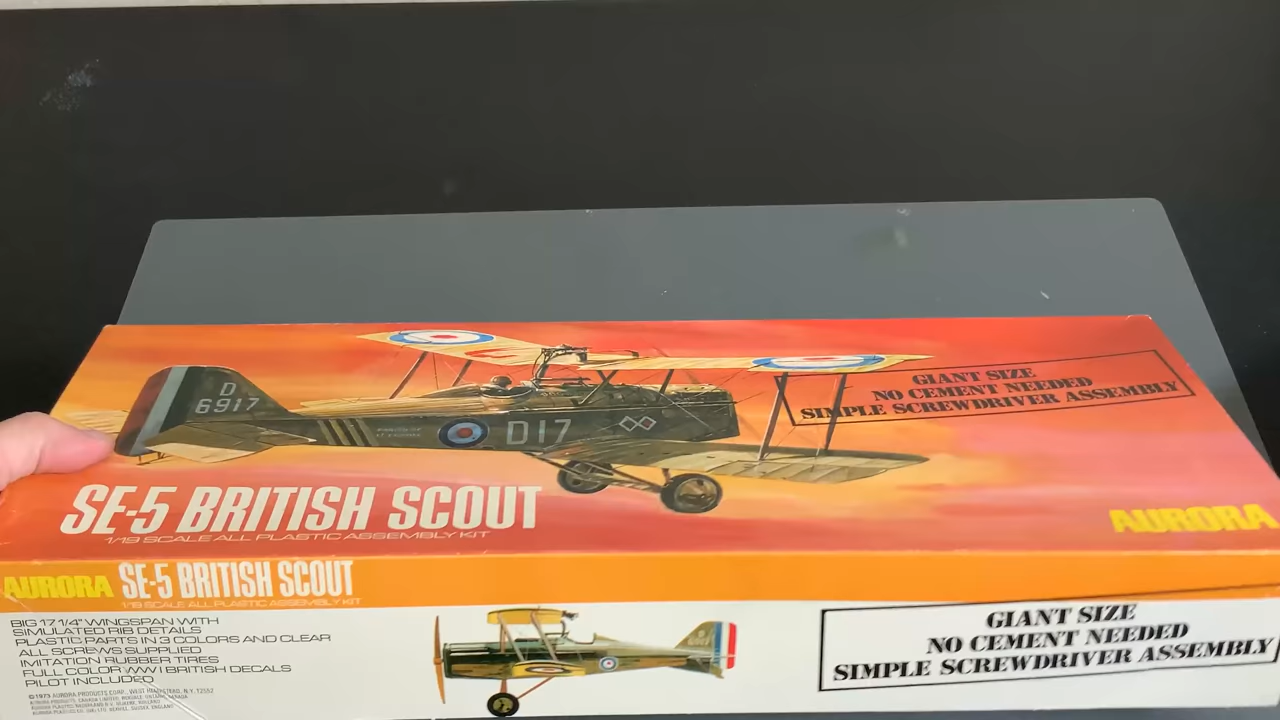 D
6917
D17
GIANT SIZE
NO CEMENT NEEDED
SIMPLE SCREWDRIVER ASSEMBLY
SE-5 BRITISH SCOUT
1/19 SCALE ALL PLASTIC ASSEMBLY KIT
AURORA
AURORA SE-5 BRITISH SCOUT
1/19 SCALE ALL PLASTIC ASSEMBLY KIT
BIG 17 1/4" WINGSPAN WITH
SIMULATED RIB DETAILS
PLASTIC PARTS IN 3 COLORS AND CLEAR
ALL SCREWS SUPPLIED
IMITATION RUBBER TIRES
FULL COLOR WW I BRITISH DECALS
PILOT INCLUDED
©1973 AURORA PRODUCTS CORP., WEST HEMPSTEAD, N.Y. 11552
GIANT SIZE
NO CEMENT NEEDED
SIMPLE SCREWDRIVER ASSEMBLY